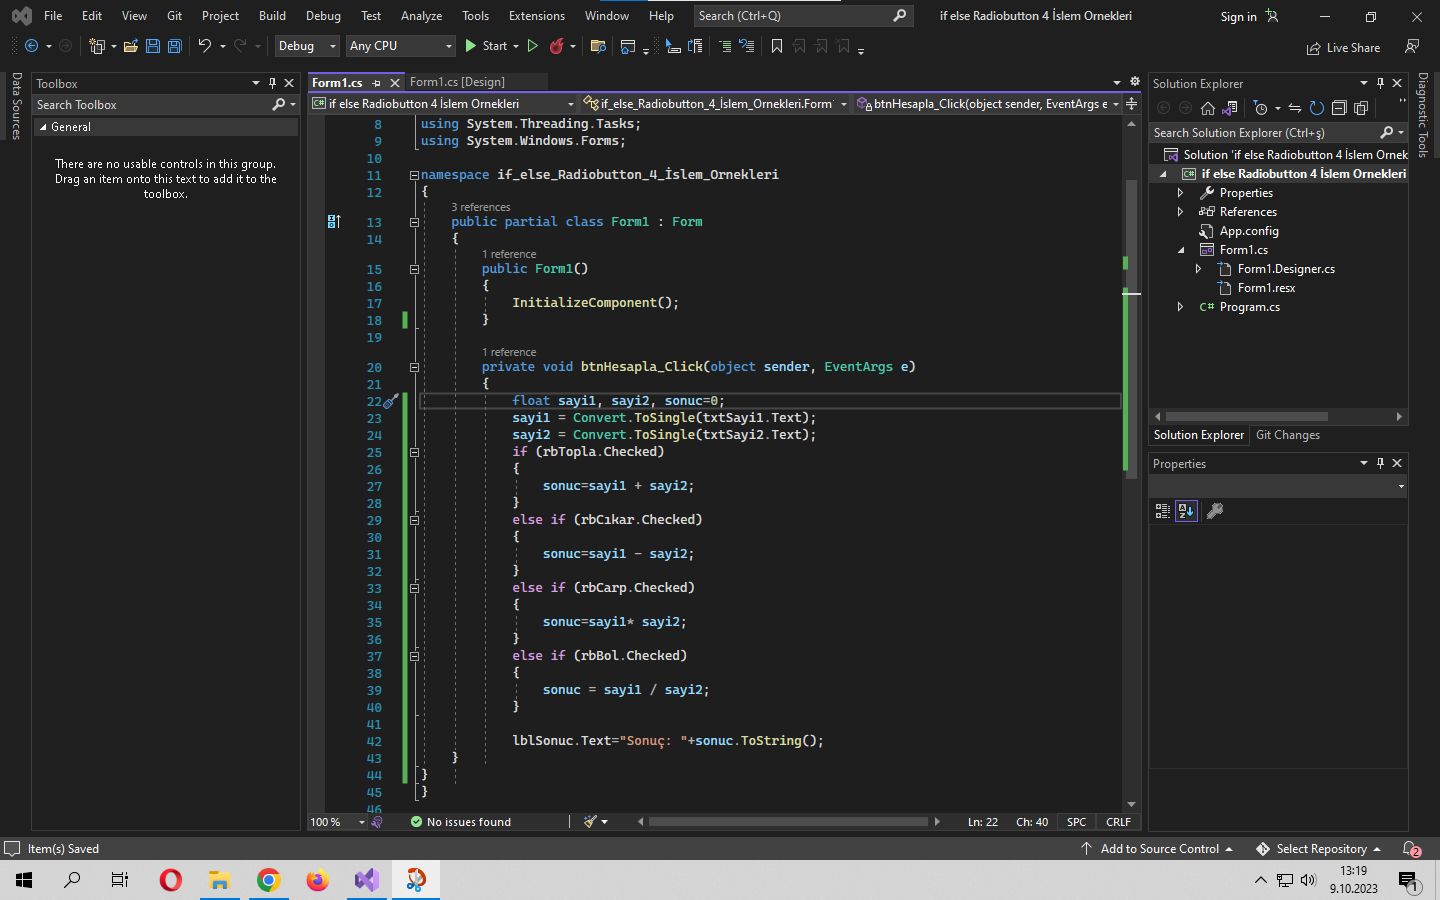 File Edit View Git Project Build Debug Test Analyze Tools Extensions Window Help Search (Ctrl+Q) if else Radiobutton 4 İslem Ornekleri Sign in
Debug Any CPU Start Live Share
Data Sources
Toolbox
Search Toolbox
General
There are no usable controls in this group.
Drag an item onto this text to add it to the
toolbox.
Form1.cs Form1.cs [Design]
C# if else Radiobutton 4 İslem Ornekleri if_else_Radiobutton_4_İslem_Ornekleri.Form btnHesapla_Click(object sender, EventArgs e
8 using System.Threading.Tasks;
9 using System.Windows.Forms;
10
11 namespace if_else_Radiobutton_4_İslem_Ornekleri
12 {
3 references
13 public partial class Form1 : Form
14 {
1 reference
15 public Form1()
16 {
17 InitializeComponent();
18 }
19
1 reference
20 private void btnHesapla_Click(object sender, EventArgs e)
21 {
22 float sayi1, sayi2, sonuc=0;
23 sayi1 = Convert.ToSingle(txtSayi1.Text);
24 sayi2 = Convert.ToSingle(txtSayi2.Text);
25 if (rbTopla.Checked)
26 {
27 sonuc=sayi1 + sayi2;
28 }
29 else if (rbCıkar.Checked)
30 {
31 sonuc=sayi1 - sayi2;
32 }
33 else if (rbCarp.Checked)
34 {
35 sonuc=sayi1* sayi2;
36 }
37 else if (rbBol.Checked)
38 {
39 sonuc = sayi1 / sayi2;
40 }
41
42 lblSonuc.Text="Sonuç: "+sonuc.ToString();
43 }
44 }
45 }
46
100 % No issues found Ln: 22 Ch: 40 SPC CRLF
Solution Explorer
Search Solution Explorer (Ctrl+ş)
Solution 'if else Radiobutton 4 İslem Ornek
C# if else Radiobutton 4 İslem Ornekleri
Properties
References
App.config
Form1.cs
Form1.Designer.cs
Form1.resx
C# Program.cs
Solution Explorer Git Changes
Properties
Diagnostic Tools
Item(s) Saved Add to Source Control Select Repository 2
13:19
9.10.2023
1